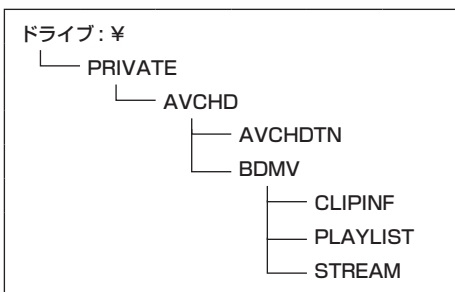 ドライブ：¥
PRIVATE
AVCHD
AVCHDTN
BDMV
CLIPINF
PLAYLIST
STREAM